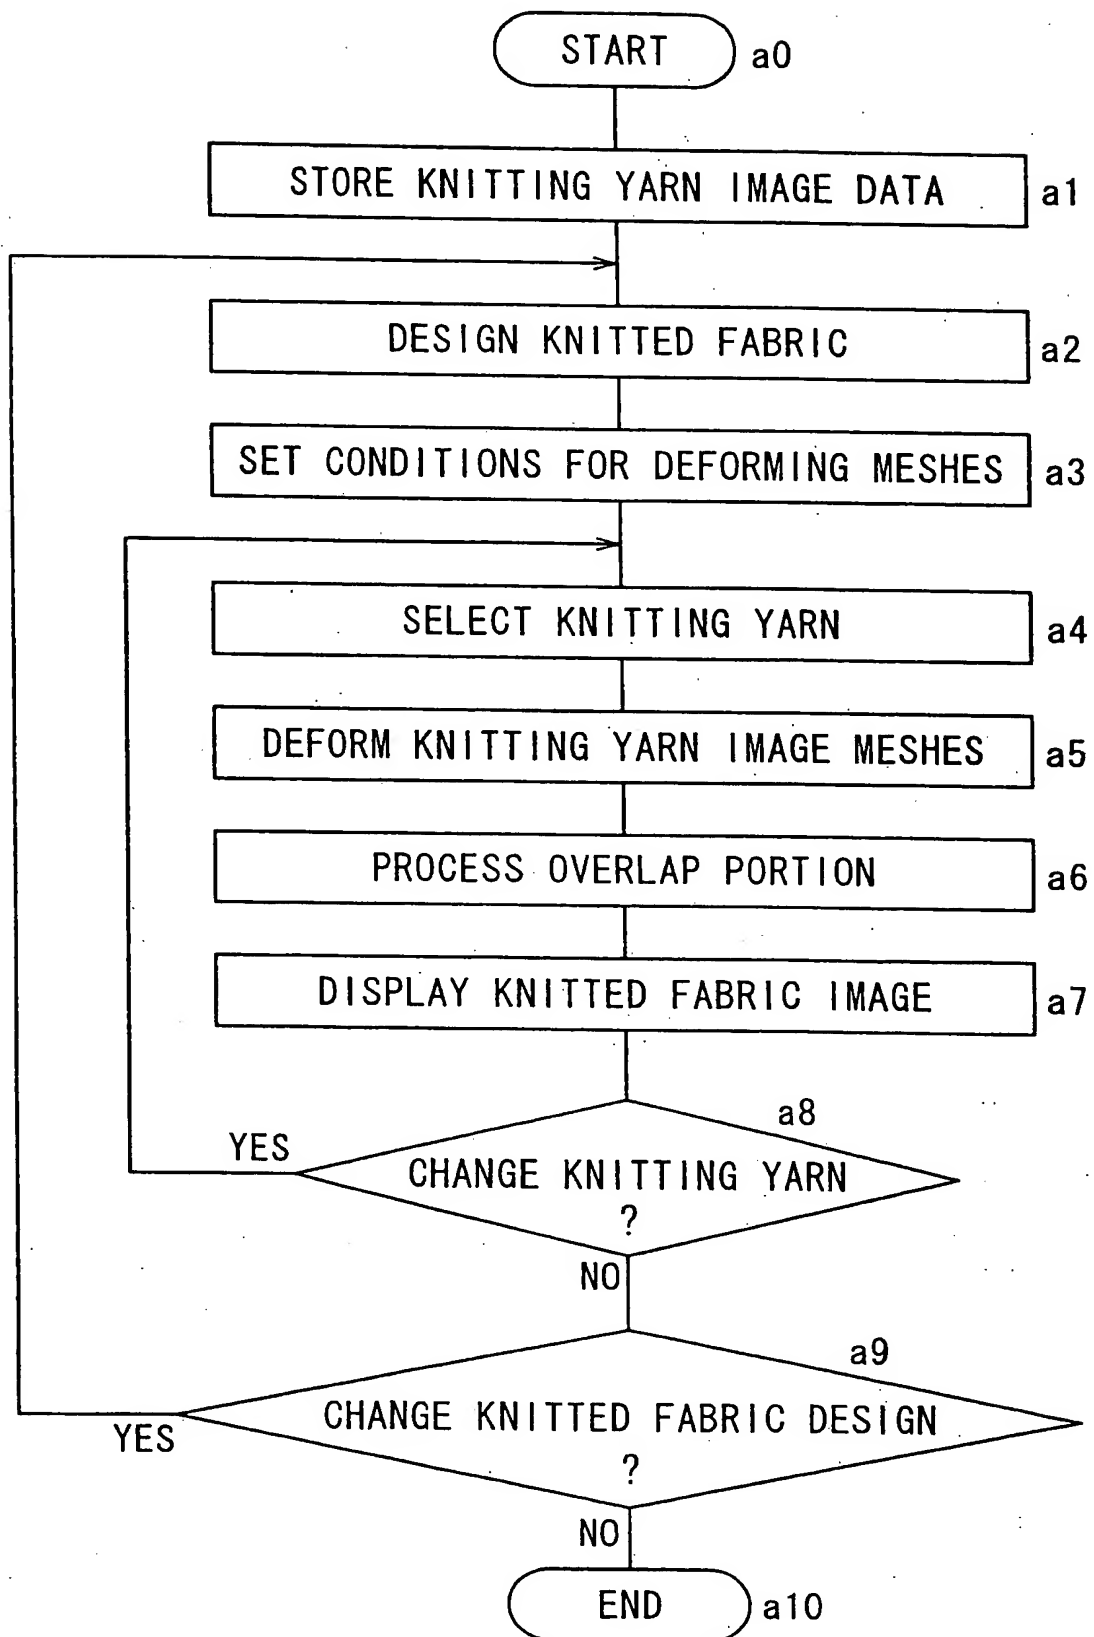 START a0
STORE KNITTING YARN IMAGE DATA a1
DESIGN KNITTED FABRIC a2
SET CONDITIONS FOR DEFORMING MESHES a3
SELECT KNITTING YARN a4
DEFORM KNITTING YARN IMAGE MESHES a5
PROCESS OVERLAP PORTION a6
DISPLAY KNITTED FABRIC IMAGE a7
a8
YES
CHANGE KNITTING YARN
?
NO
a9
CHANGE KNITTED FABRIC DESIGN
YES
?
NO
END a10